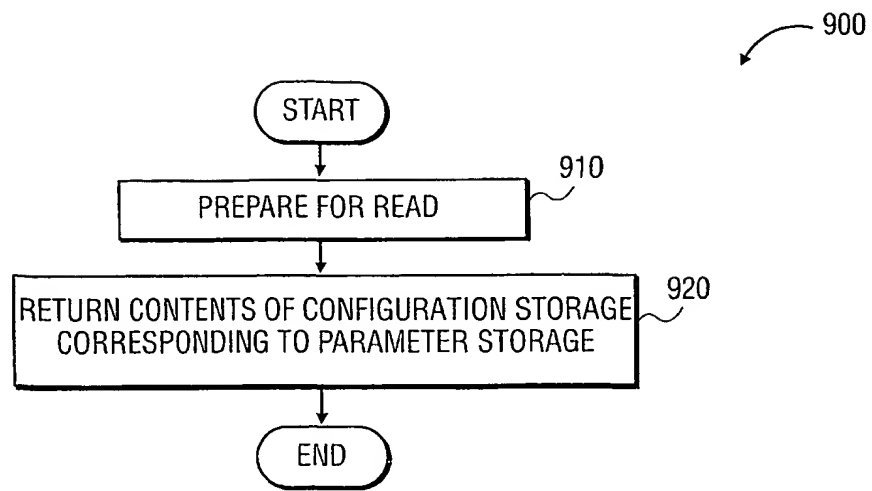 900
START
910
PREPARE FOR READ
920
RETURN CONTENTS OF CONFIGURATION STORAGE
CORRESPONDING TO PARAMETER STORAGE
END